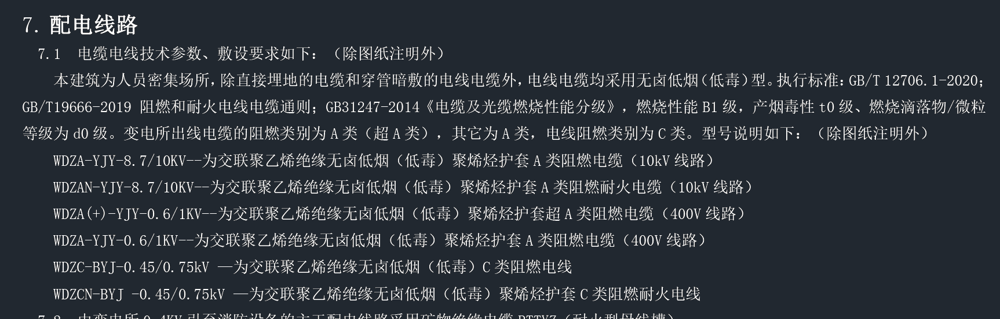 7. 配电线路
7.1 电缆电线技术参数、敷设要求如下：（除图纸注明外）
本建筑为人员密集场所，除直接埋地的电缆和穿管暗敷的电线电缆外，电线电缆均采用无卤低烟（低毒）型。执行标准：GB/T 12706.1-2020；
GB/T19666-2019 阻燃和耐火电线电缆通则；GB31247-2014《电缆及光缆燃烧性能分级》，燃烧性能 B1 级，产烟毒性 t0 级、燃烧滴落物/微粒
等级为 d0 级。变电所出线电缆的阻燃类别为 A 类（超 A 类），其它为 A 类，电线阻燃类别为 C 类。型号说明如下：（除图纸注明外）
WDZA-YJY-8.7/10KV--为交联聚乙烯绝缘无卤低烟（低毒）聚烯烃护套 A 类阻燃电缆（10kV 线路）
WDZAN-YJY-8.7/10KV--为交联聚乙烯绝缘无卤低烟（低毒）聚烯烃护套 A 类阻燃耐火电缆（10kV 线路）
WDZA(+)-YJY-0.6/1KV--为交联聚乙烯绝缘无卤低烟（低毒）聚烯烃护套超 A 类阻燃电缆（400V 线路）
WDZA-YJY-0.6/1KV--为交联聚乙烯绝缘无卤低烟（低毒）聚烯烃护套 A 类阻燃电缆（400V 线路）
WDZC-BYJ-0.45/0.75kV —为交联聚乙烯绝缘无卤低烟（低毒）C 类阻燃电线
WDZCN-BYJ -0.45/0.75kV —为交联聚乙烯绝缘无卤低烟（低毒）聚烯烃护套 C 类阻燃耐火电线